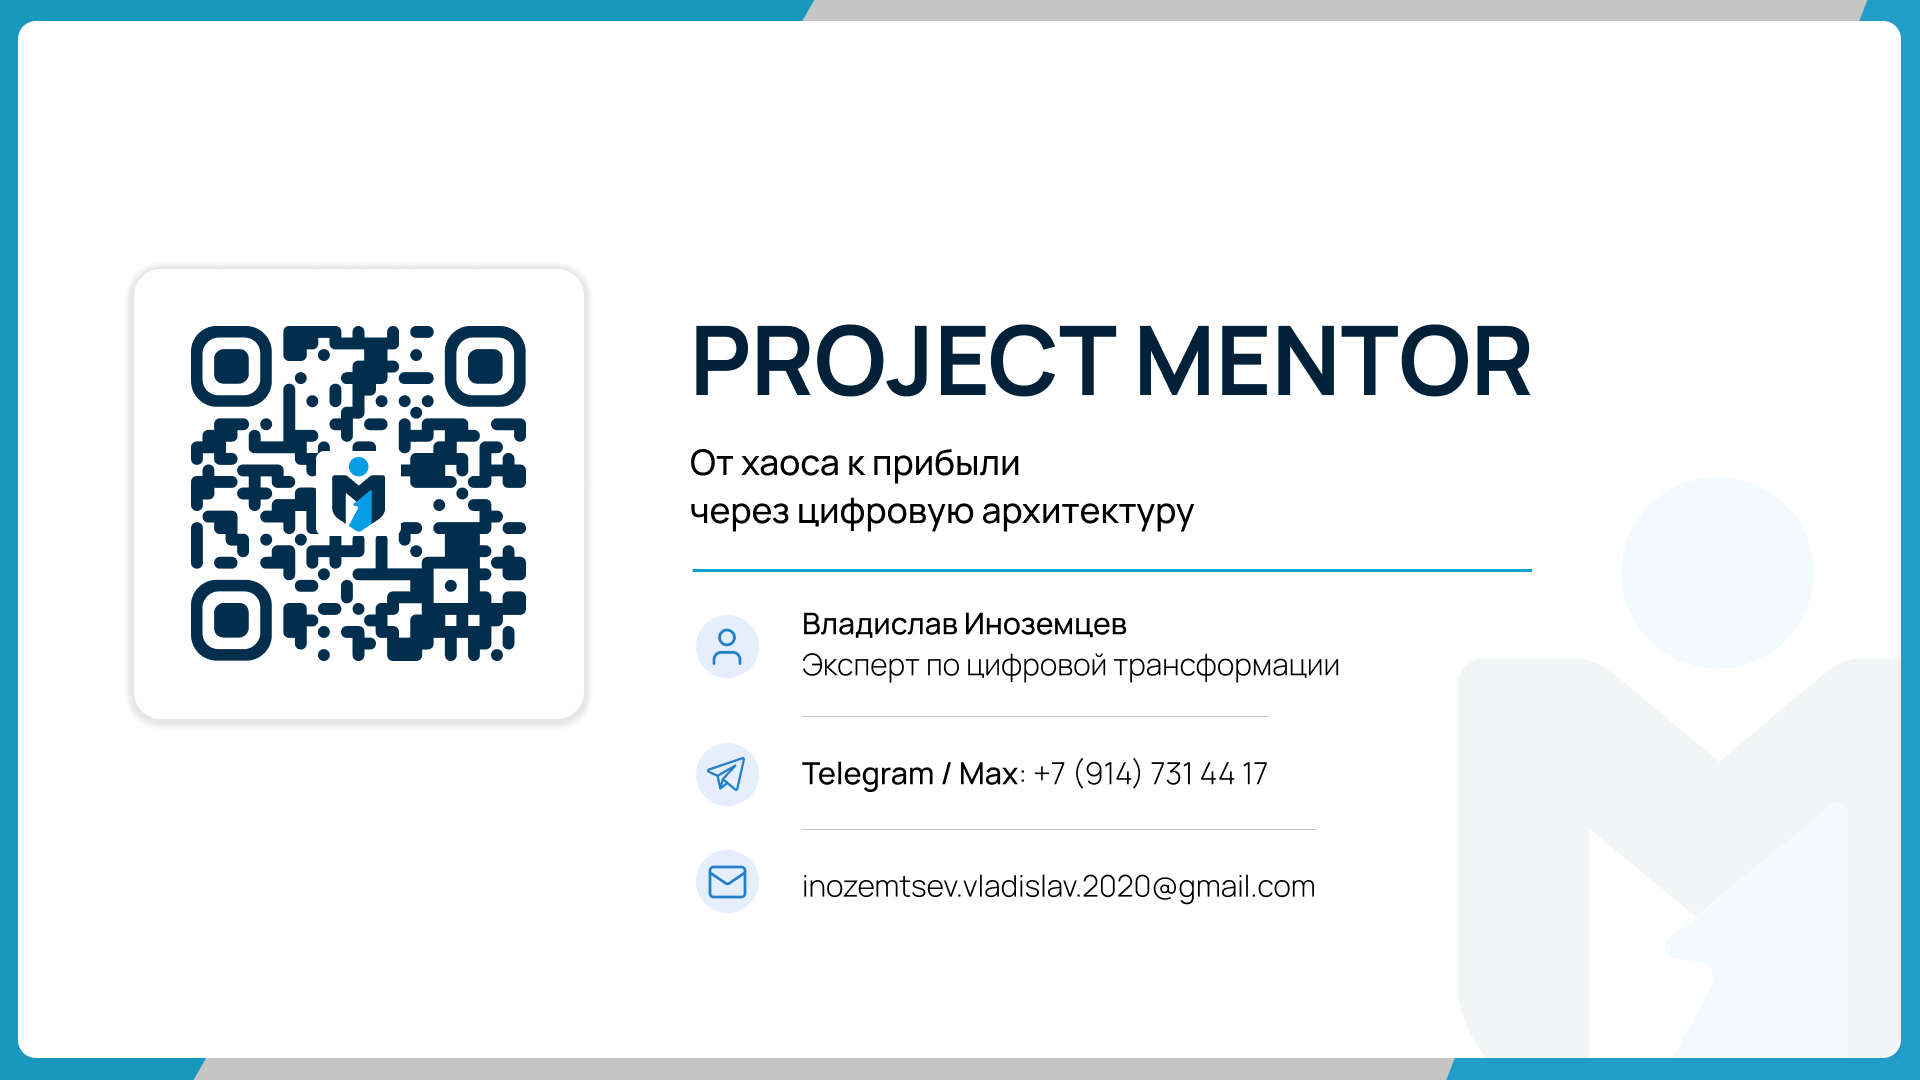 PROJECT MENTOR
От хаоса к прибыли
через цифровую архитектуру
Владислав Иноземцев
Эксперт по цифровой трансформации
Telegram / Max: +7 (914) 731 44 17
inozemtsev.vladislav.2020@gmail.com